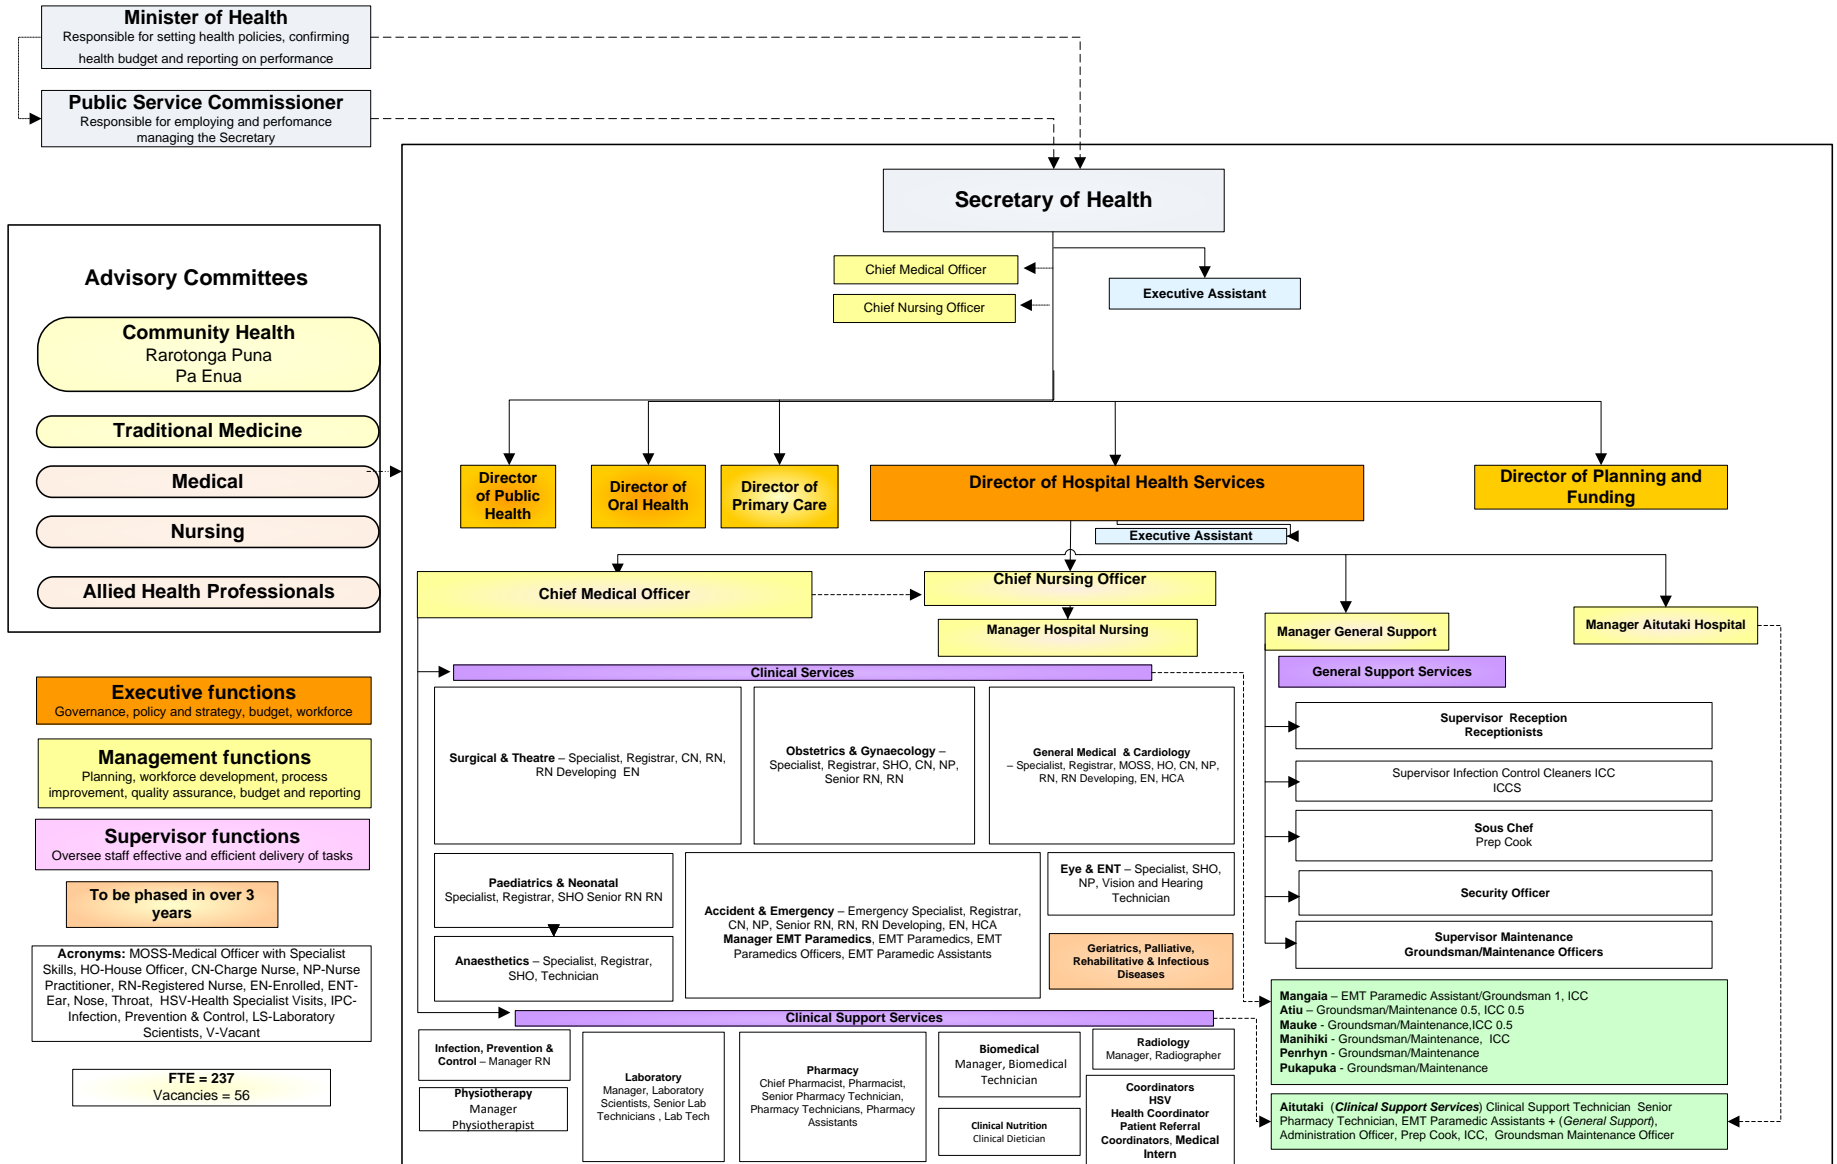 Minister of Health
Responsible for setting health policies, confirming
health budget and reporting on performance
Public Service Commissioner
Responsible for employing and perfomance
managing the Secretary
Secretary of Health
Chief Medical Officer
Chief Nursing Officer
Executive Assistant
Advisory Committees
Community Health
Rarotonga Puna
Pa Enua
Traditional Medicine
Medical
Nursing
Allied Health Professionals
Director
of Public
Health
Director of
Oral Health
Director of
Primary Care
Director of Hospital Health Services
Director of Planning and
Funding
Executive Assistant
Chief Medical Officer
Chief Nursing Officer
Manager Hospital Nursing
Manager General Support
Manager Aitutaki Hospital
Clinical Services
General Support Services
Surgical & Theatre – Specialist, Registrar, CN, RN,
RN Developing  EN
Obstetrics & Gynaecology –
Specialist, Registrar, SHO, CN, NP,
Senior RN, RN
General Medical  & Cardiology
– Specialist, Registrar, MOSS, HO, CN, NP,
RN, RN Developing, EN, HCA
Paediatrics & Neonatal
Specialist, Registrar, SHO Senior RN RN
Anaesthetics – Specialist, Registrar,
SHO, Technician
Accident & Emergency – Emergency Specialist, Registrar,
CN, NP, Senior RN, RN, RN Developing, EN, HCA
Manager EMT Paramedics, EMT Paramedics, EMT
Paramedics Officers, EMT Paramedic Assistants
Eye & ENT – Specialist, SHO,
NP, Vision and Hearing
Technician
Geriatrics, Palliative,
Rehabilitative & Infectious
Diseases
Supervisor  Reception
Receptionists
Supervisor Infection Control Cleaners ICC
ICCS
Sous Chef
Prep Cook
Security Officer
Supervisor Maintenance
Groundsman/Maintenance Officers
Clinical Support Services
Infection, Prevention &
Control – Manager RN
Physiotherapy
Manager
Physiotherapist
Laboratory
Manager, Laboratory
Scientists, Senior Lab
Technicians , Lab Tech
Pharmacy
Chief Pharmacist, Pharmacist,
Senior Pharmacy Technician,
Pharmacy Technicians, Pharmacy
Assistants
Biomedical
Manager, Biomedical
Technician
Clinical Nutrition
Clinical Dietician
Radiology
Manager, Radiographer
Coordinators
HSV
Health Coordinator
Patient Referral
Coordinators, Medical
Intern
Mangaia – EMT Paramedic Assistant/Groundsman 1, ICC
Atiu – Groundsman/Maintenance 0.5, ICC 0.5
Mauke - Groundsman/Maintenance,ICC 0.5
Manihiki - Groundsman/Maintenance,  ICC
Penrhyn - Groundsman/Maintenance
Pukapuka - Groundsman/Maintenance
Aitutaki  (Clinical Support Services) Clinical Support Technician  Senior
Pharmacy Technician, EMT Paramedic Assistants + (General Support),
Administration Officer, Prep Cook, ICC,  Groundsman Maintenance Officer
Executive functions
Governance, policy and strategy, budget, workforce
Management functions
Planning, workforce development, process
improvement, quality assurance, budget and reporting
Supervisor functions
Oversee staff effective and efficient delivery of tasks
To be phased in over 3
years
Acronyms: MOSS-Medical Officer with Specialist
Skills, HO-House Officer, CN-Charge Nurse, NP-Nurse
Practitioner, RN-Registered Nurse, EN-Enrolled, ENT-
Ear, Nose, Throat,  HSV-Health Specialist Visits, IPC-
Infection, Prevention & Control, LS-Laboratory
Scientists, V-Vacant
FTE = 237
Vacancies = 56